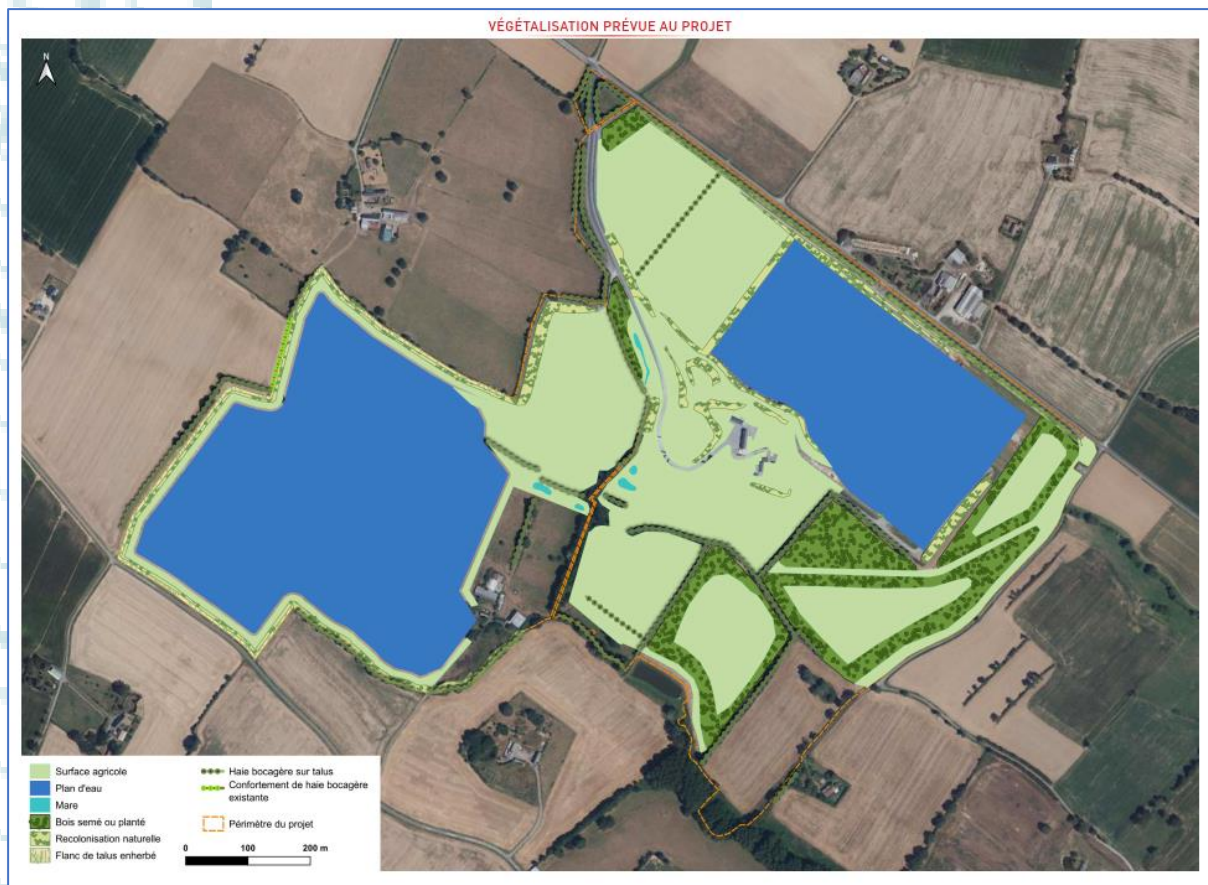 VÉGÉTALISATION PRÉVUE AU PROJET
N
Surface agricole
Plan d'eau
Mare
Bois semé ou planté
Recolonisation naturelle
Flanc de talus enherbé
Haie bocagère sur talus
Confortement de haie bocagère
existante
Périmètre du projet
0 100 200 m